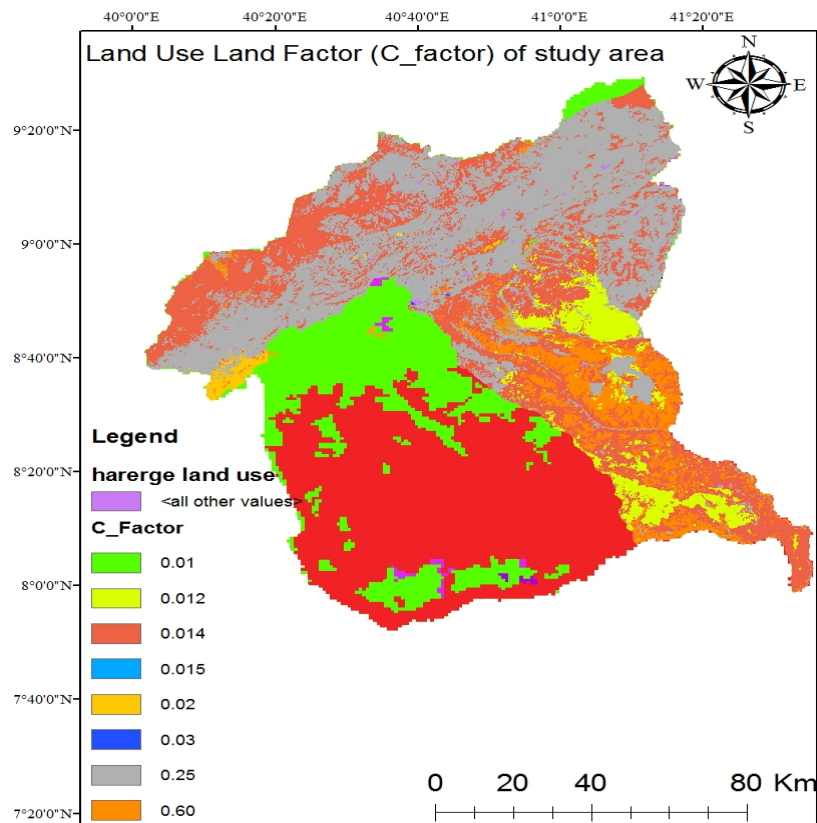 40°0'0"E 40°20'0"E 40°40'0"E 41°0'0"E 41°20'0"E
Land Use Land Factor (C_factor) of study area
N
W E
S
9°20'0"N
9°0'0"N
8°40'0"N
8°20'0"N
8°0'0"N
7°40'0"N
7°20'0"N
Legend
harerge land use
<all other values>
C_Factor
0.01
0.012
0.014
0.015
0.02
0.03
0.25
0.60
0 20 40 80 Km